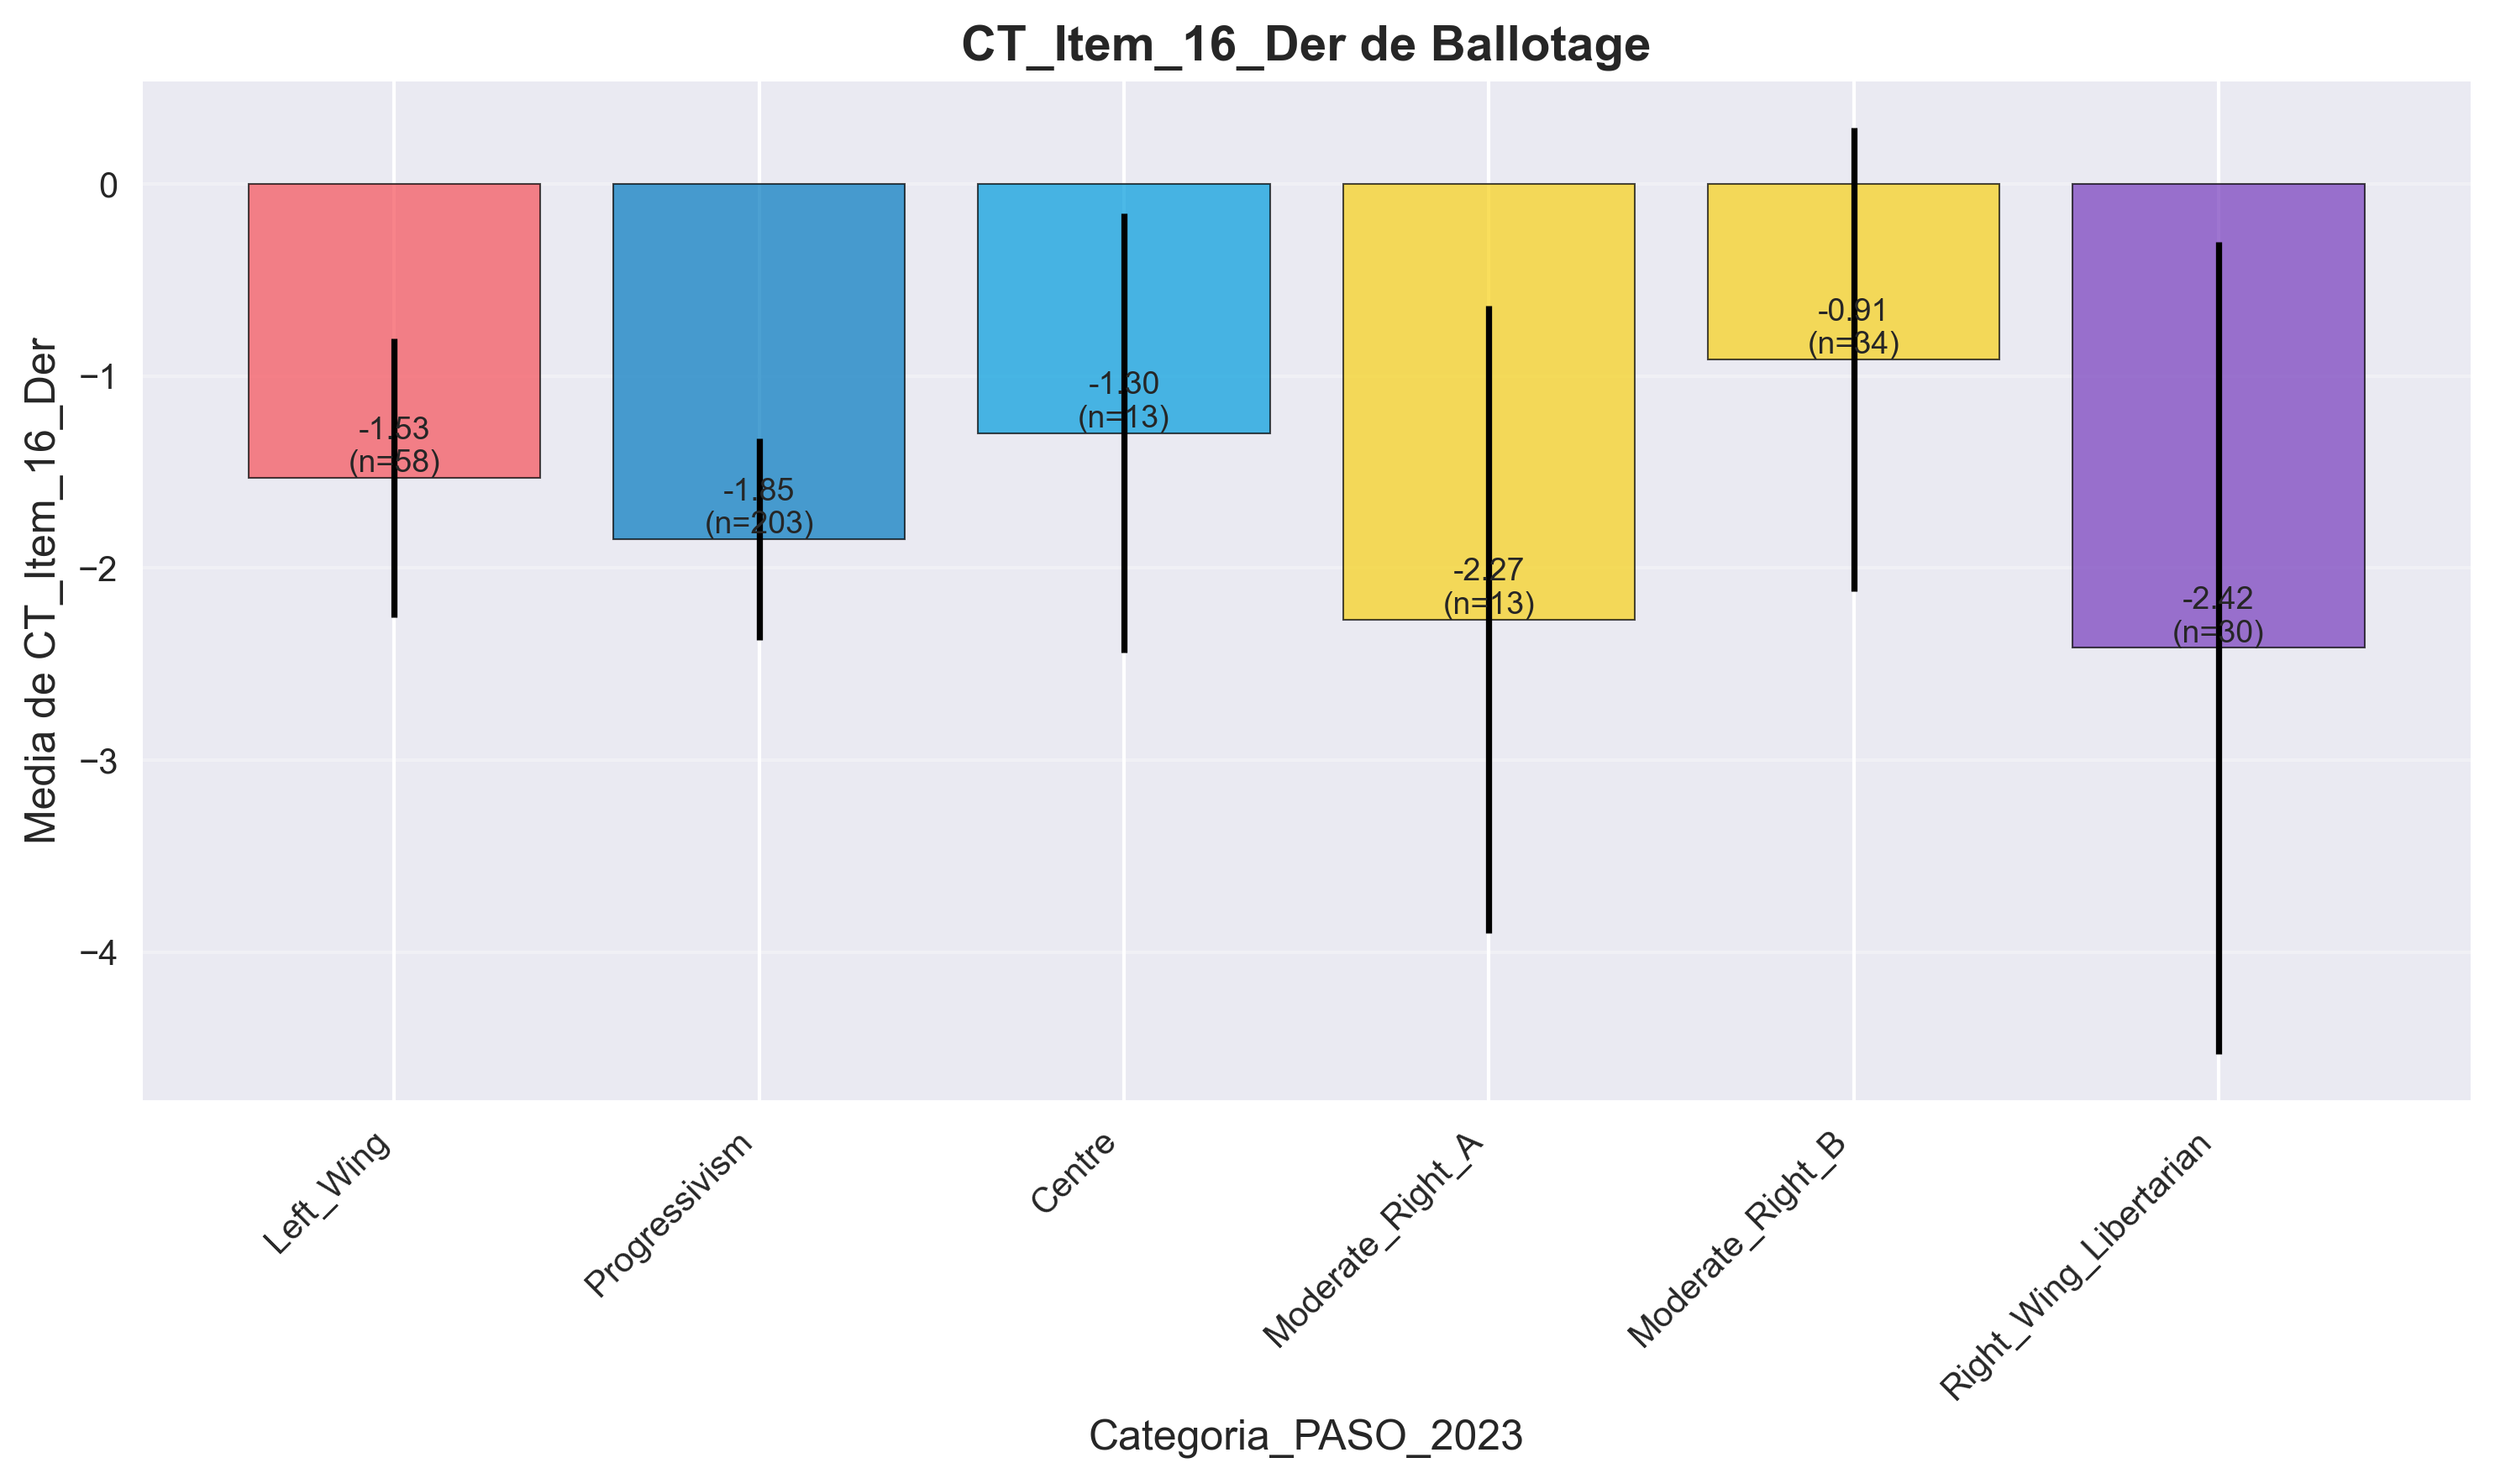 CT_Item_16_Der de Ballotage
Media de CT_Item_16_Der
0
−1
−2
−3
−4
-1.53
(n=58)
-1.85
(n=203)
-1.30
(n=13)
-2.27
(n=13)
-0.91
(n=34)
-2.42
(n=30)
Left_Wing
Progressivism
Centre
Moderate_Right_A
Moderate_Right_B
Right_Wing_Libertarian
Categoria_PASO_2023